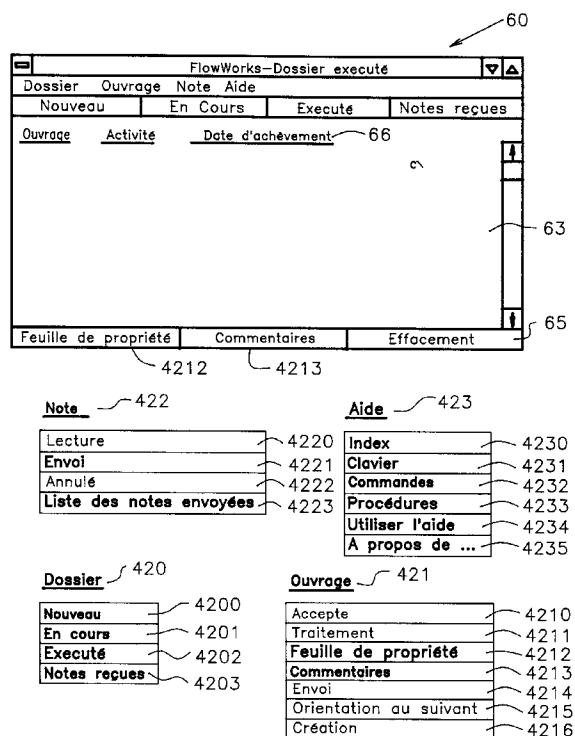 60
FlowWorks-Dossier executé
Dossier Ouvrage Note Aide
Nouveau En Cours Executé Notes reçues
Ouvrage Activité Date d'achèvement 66
63
65
Feuille de propriété Commentaires Effacement
4212 4213
Note 422
Lecture 4220
Envoi 4221
Annulé 4222
Liste des notes envoyées 4223
Aide 423
Index 4230
Clavier 4231
Commandes 4232
Procédures 4233
Utiliser l'aide 4234
A propos de ... 4235
Dossier 420
Nouveau 4200
En cours 4201
Executé 4202
Notes reçues 4203
Ouvrage 421
Accepte 4210
Traitement 4211
Feuille de propriété 4212
Commentaires 4213
Envoi 4214
Orientation au suivant 4215
Création 4216